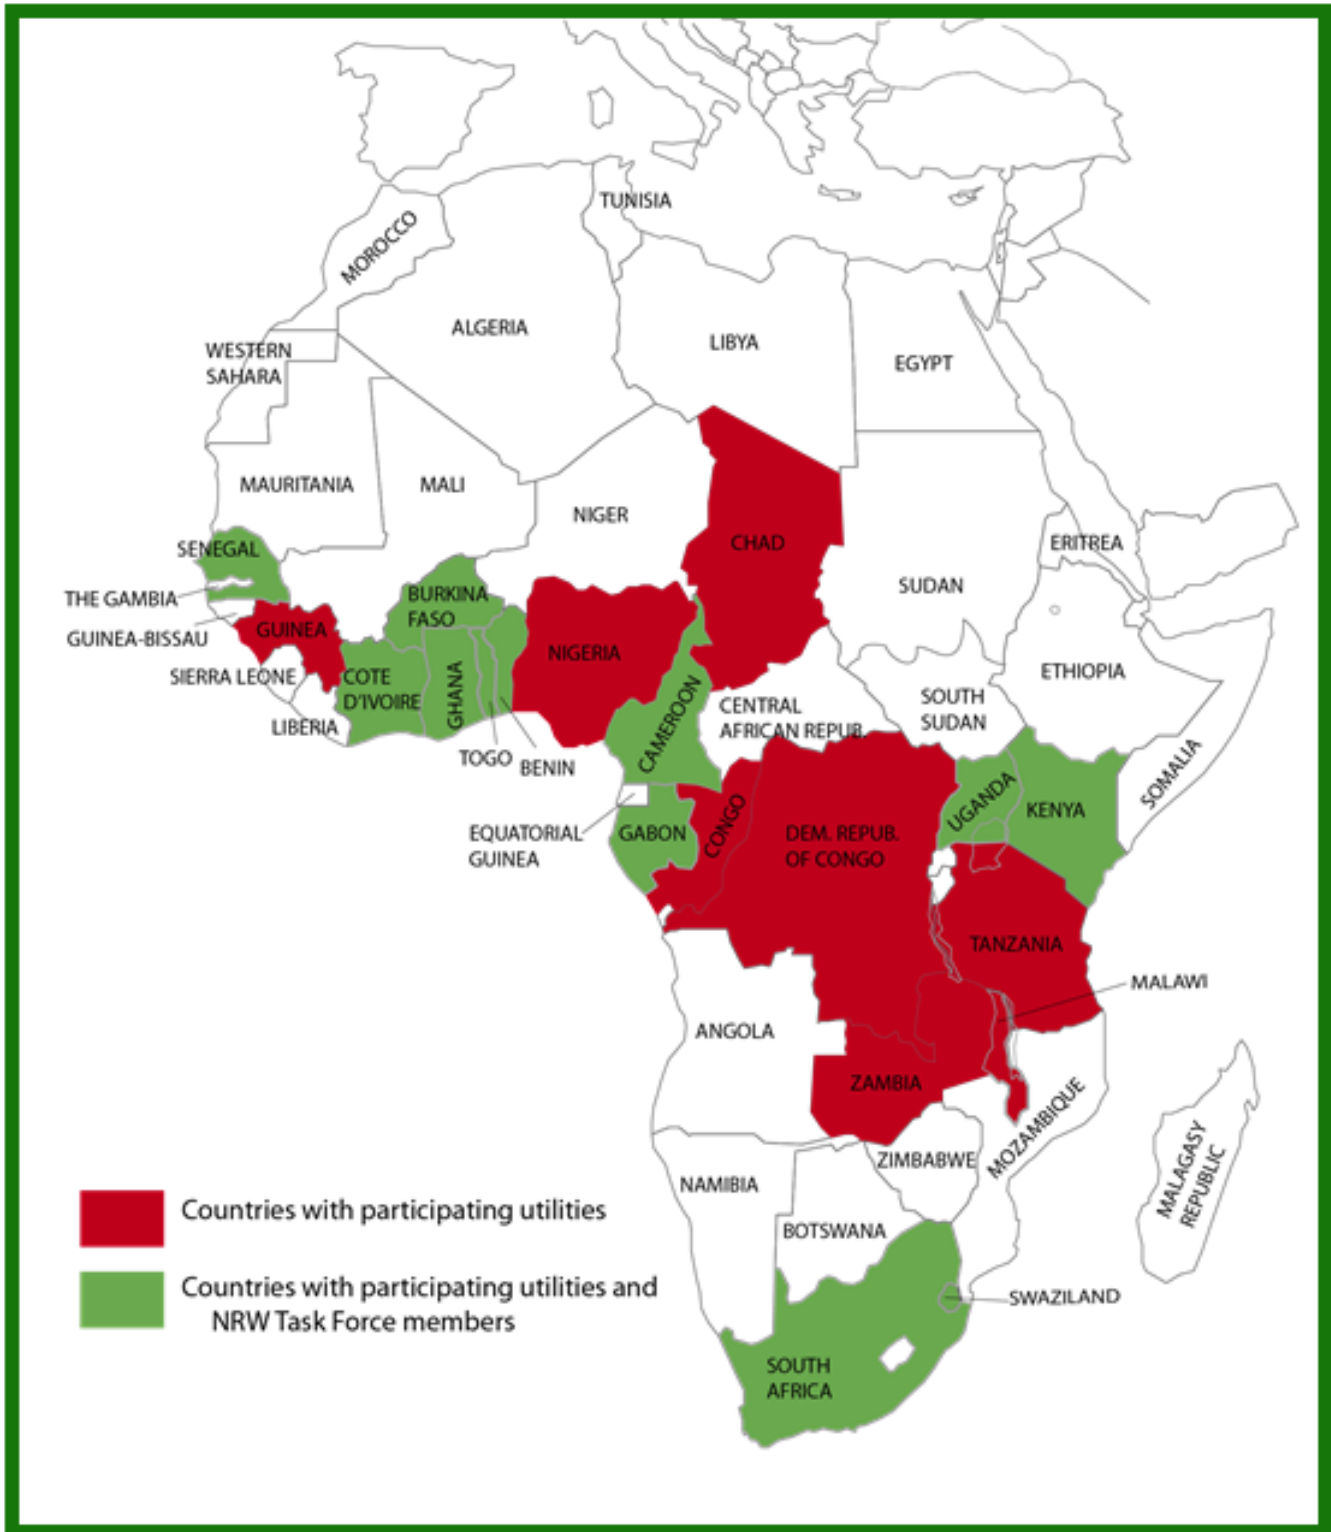 TUNISIA
MOROCCO
ALGERIA
LIBYA
WESTERN
SAHARA
EGYPT
MAURITANIA
MALI
NIGER
CHAD
SENEGAL
ERITREA
SUDAN
THE GAMBIA
BURKINA
FASO
GUINEA-BISSAU
GUINEA
NIGERIA
ETHIOPIA
SIERRA LEONE
COTE
D'IVOIRE
GHANA
CENTRAL
AFRICAN REPUB.
SOUTH
SUDAN
LIBERIA
CAMEROON
TOGO
BENIN
SOMALIA
UGANDA
KENYA
EQUATORIAL
GUINEA
GABON
CONGO
DEM. REPUB.
OF CONGO
TANZANIA
MALAWI
ANGOLA
ZAMBIA
MOZAMBIQUE
ZIMBABWE
MALAGASY
REPUBLIC
NAMIBIA
BOTSWANA
Countries with participating utilities
Countries with participating utilities and
NRW Task Force members
SWAZILAND
SOUTH
AFRICA